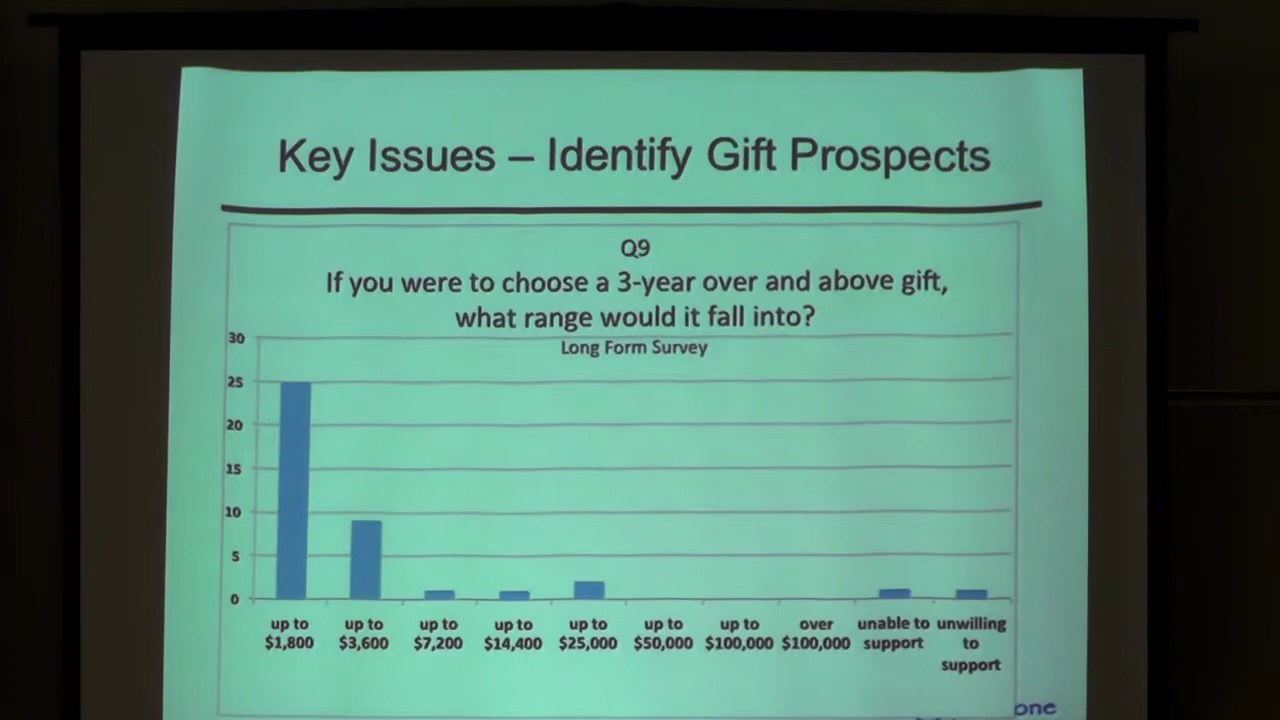 Key Issues – Identify Gift Prospects
Q9
If you were to choose a 3-year over and above gift,
what range would it fall into?
Long Form Survey
30
25
20
15
10
5
0
up to $1,800
up to $3,600
up to $7,200
up to $14,400
up to $25,000
up to $50,000
up to $100,000
over $100,000
unable to support
unwilling to support
one